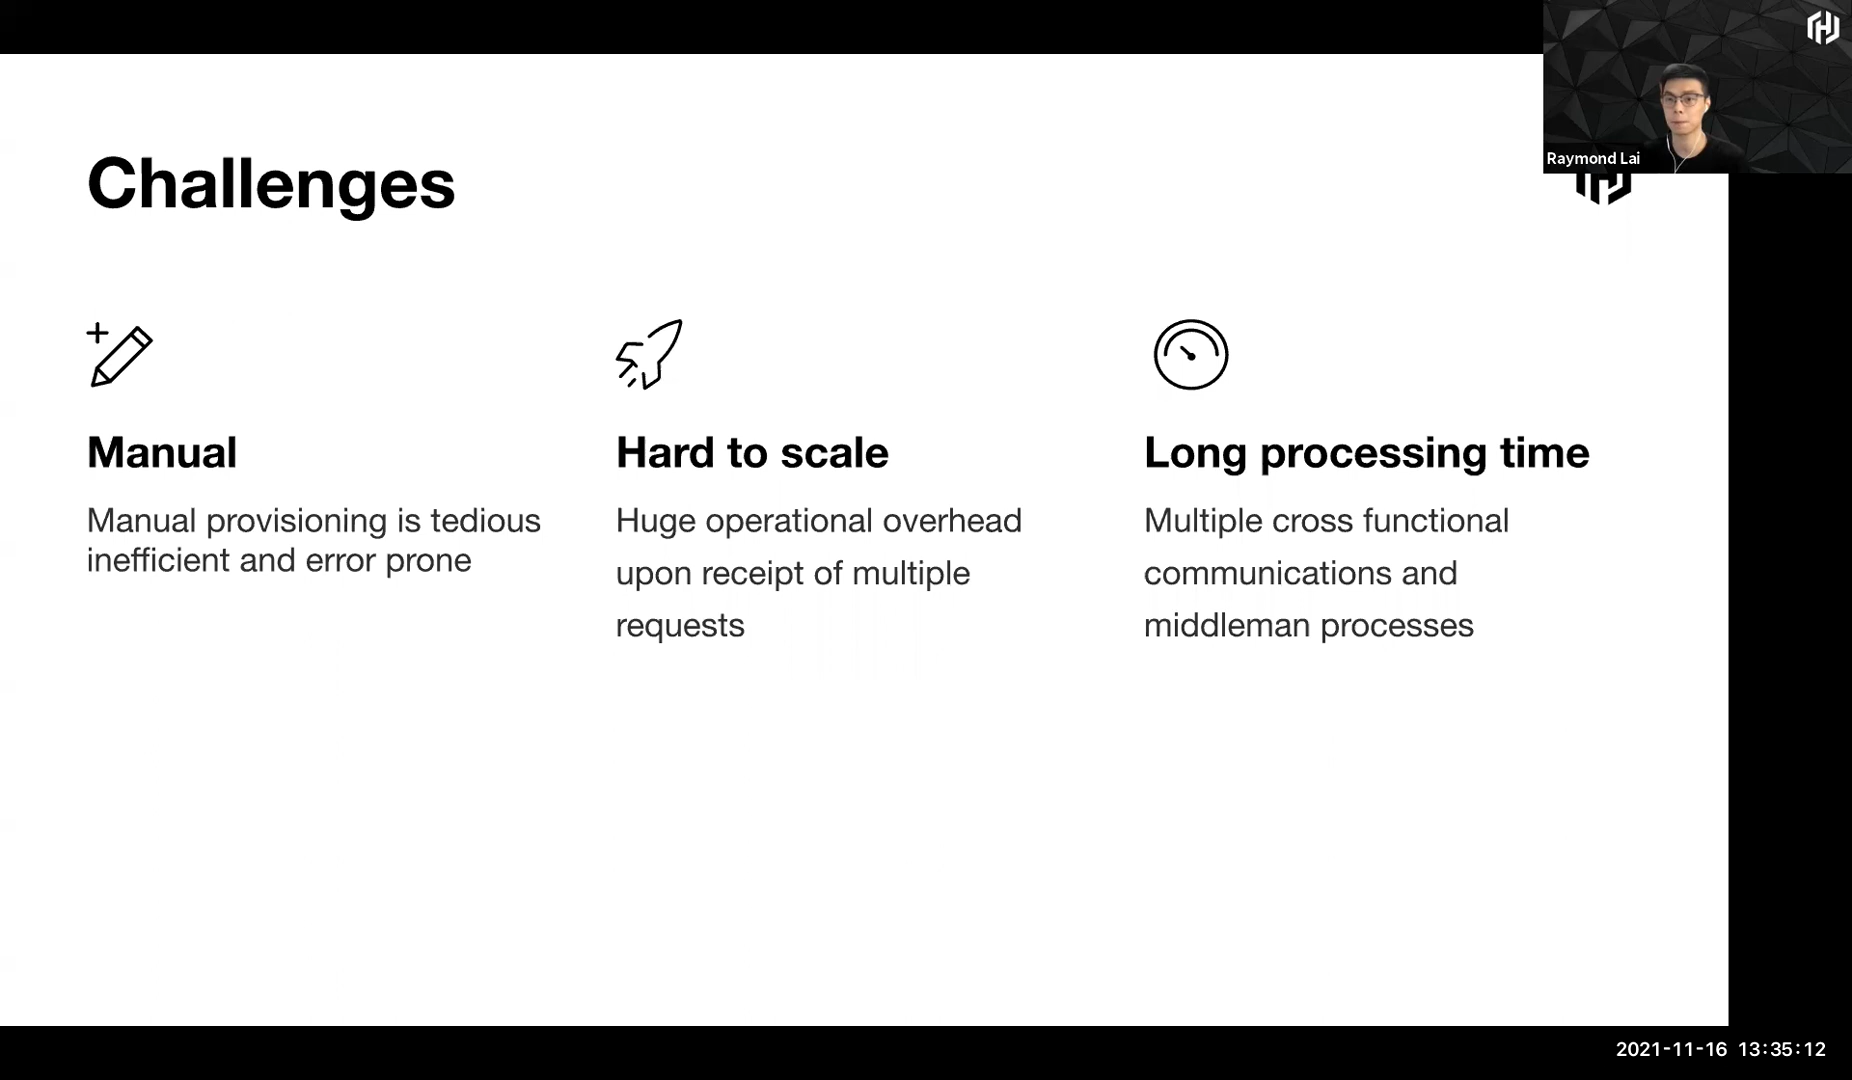 Raymond Lai
Challenges
Manual
Manual provisioning is tedious
inefficient and error prone
Hard to scale
Huge operational overhead
upon receipt of multiple
requests
Long processing time
Multiple cross functional
communications and
middleman processes
2021-11-16 13:35:12